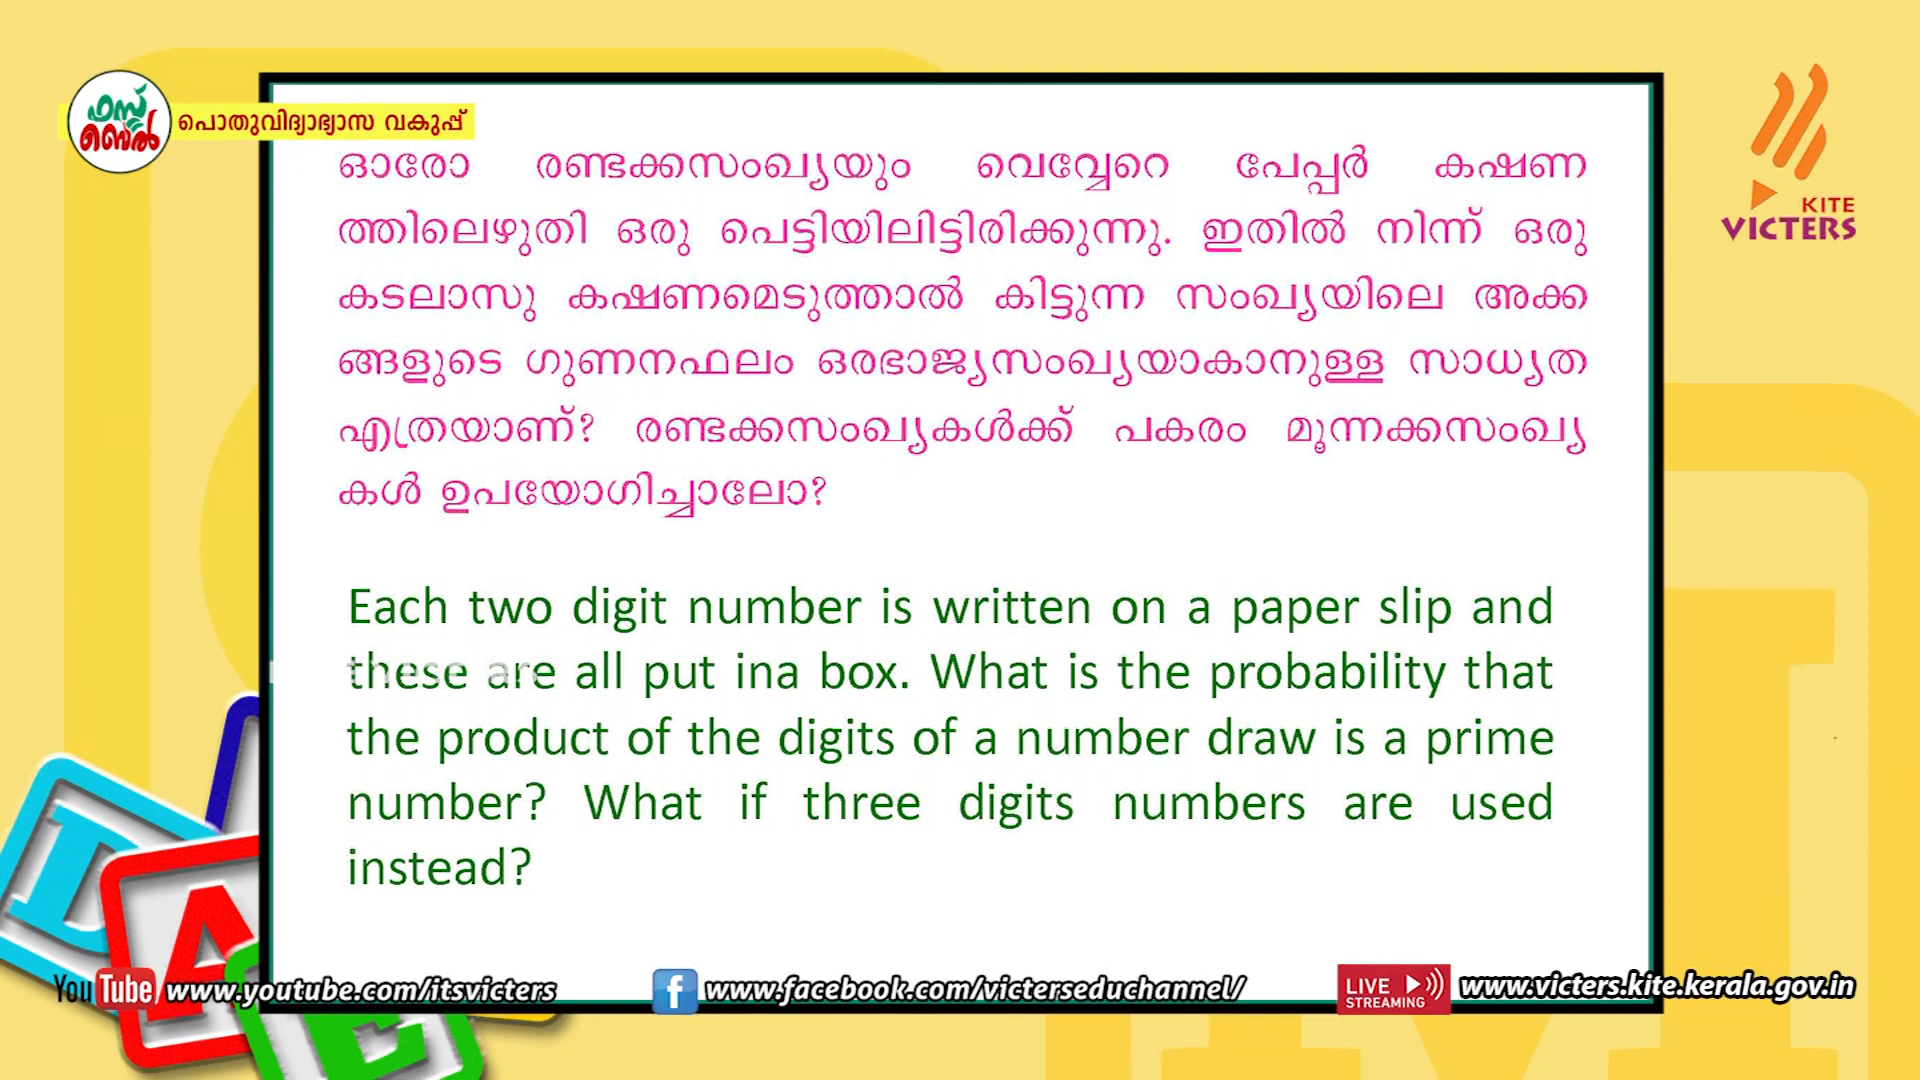 ഫസ്റ്റ്
ബെൽ
പൊതുവിദ്യാഭ്യാസ വകുപ്പ്
ഓരോ രണ്ടക്കസംഖ്യയും വെവ്വേറെ പേപ്പർ കഷണ
ത്തിലെഴുതി ഒരു പെട്ടിയിലിട്ടിരിക്കുന്നു. ഇതിൽ നിന്ന് ഒരു
കടലാസു കഷണമെടുത്താൽ കിട്ടുന്ന സംഖ്യയിലെ അക്ക
ങ്ങളുടെ ഗുണനഫലം ഒരഭാജ്യസംഖ്യയാകാനുള്ള സാധ്യത
എത്രയാണ്? രണ്ടക്കസംഖ്യകൾക്ക് പകരം മൂന്നക്കസംഖ്യ
കൾ ഉപയോഗിച്ചാലോ?
KITE
VICTERS
Each two digit number is written on a paper slip and
these are all put ina box. What is the probability that
the product of the digits of a number draw is a prime
number? What if three digits numbers are used
instead?
D
A
E
YouTube www.youtube.com/itsvicters
f www.facebook.com/victerseduchannel/
LIVE STREAMING www.victers.kite.kerala.gov.in